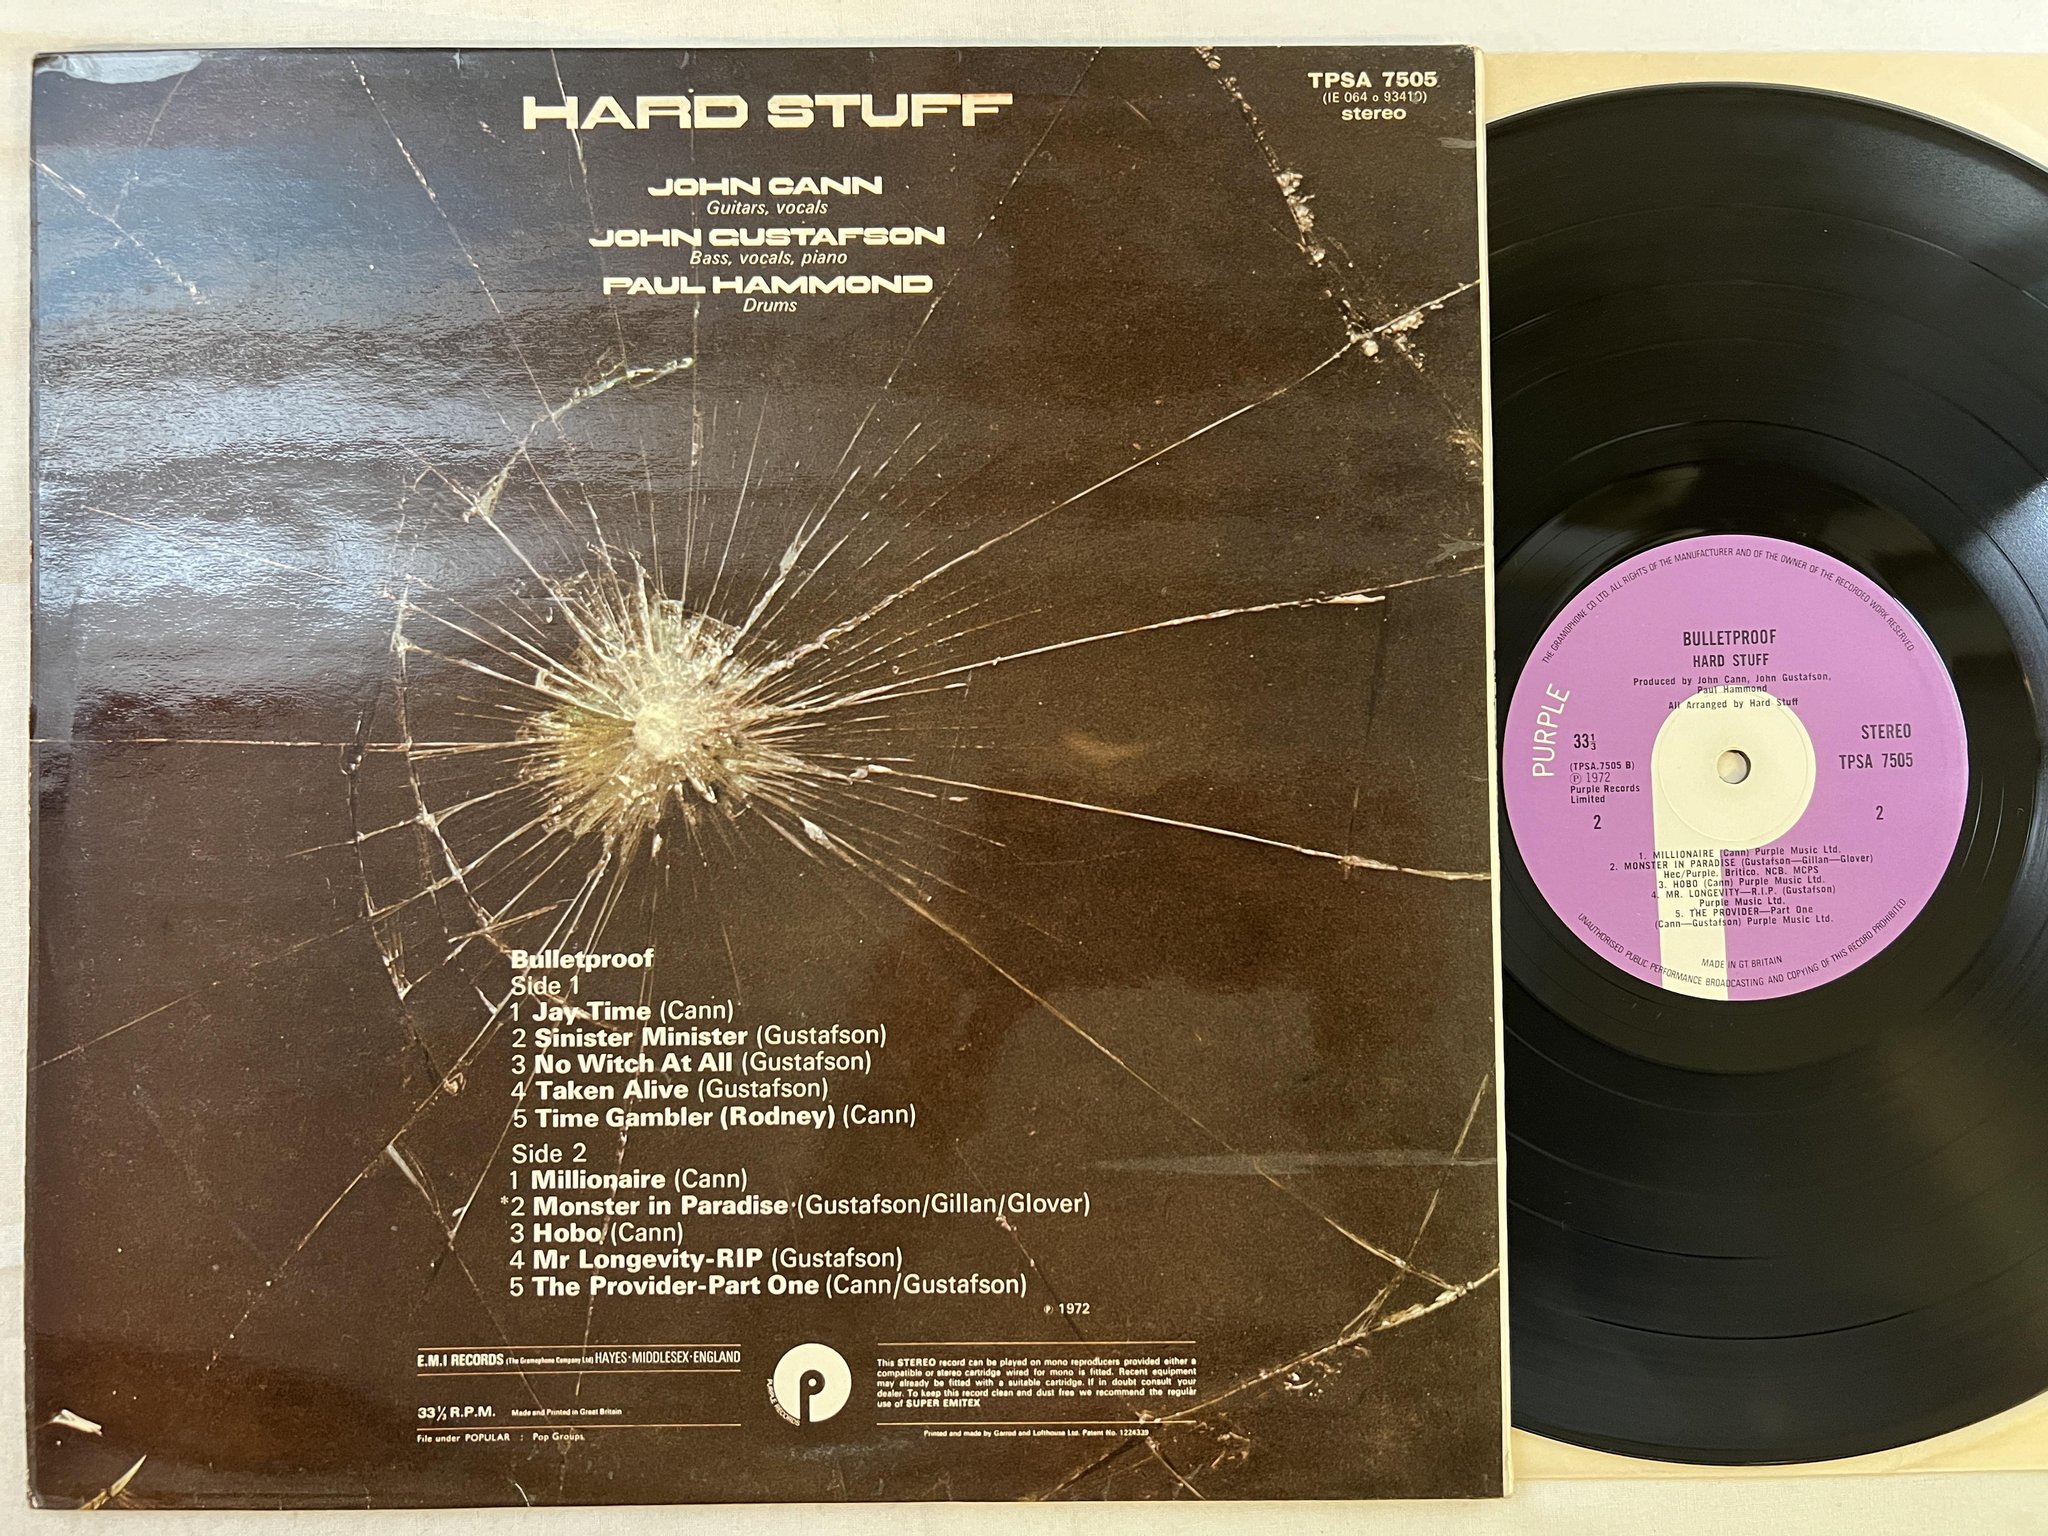 HARD STUFF
TPSA 7505
(IE 064 o 93410)
stereo
JOHN CANN
Guitars, vocals
JOHN GUSTAFSON
Bass, vocals, piano
PAUL HAMMOND
Drums
Bulletproof
Side 1
1 Jay Time (Cann)
2 Sinister Minister (Gustafson)
3 No Witch At All (Gustafson)
4 Taken Alive (Gustafson)
5 Time Gambler (Rodney) (Cann)
Side 2
1 Millionaire (Cann)
*2 Monster in Paradise (Gustafson/Gillan/Glover)
3 Hobo (Cann)
4 Mr Longevity-RIP (Gustafson)
5 The Provider-Part One (Cann/Gustafson)
℗ 1972
E.M.I RECORDS (The Gramophone Company Ltd) HAYES·MIDDLESEX·ENGLAND
33⅓ R.P.M. Made and Printed in Great Britain
File under POPULAR : Pop Groups
PURPLE RECORDS
This STEREO record can be played on mono reproducers provided either a
compatible or stereo cartridge wired for mono is fitted. Recent equipment
may already be fitted with a suitable cartridge. If in doubt consult your
dealer. To keep this record clean and dust free we recommend the regular
use of SUPER EMITEX
Printed and made by Garrod and Lofthouse Ltd. Patent No. 1224339
THE GRAMOPHONE CO LTD. ALL RIGHTS OF THE MANUFACTURER AND OF THE OWNER OF THE RECORDED WORK RESERVED
BULLETPROOF
HARD STUFF
Produced by John Cann, John Gustafson,
Paul Hammond
All Arranged by Hard Stuff
PURPLE
33⅓
(TPSA.7505 B)
℗ 1972
Purple Records
Limited
2
STEREO
TPSA 7505
2
1. MILLIONAIRE (Cann) Purple Music Ltd.
2. MONSTER IN PARADISE (Gustafson—Gillan—Glover)
Hec/Purple. Britico. NCB. MCPS
3. HOBO (Cann) Purple Music Ltd.
4. MR. LONGEVITY—R.I.P. (Gustafson)
Purple Music Ltd.
5. THE PROVIDER—Part One
(Cann—Gustafson) Purple Music Ltd.
MADE IN GT BRITAIN
UNAUTHORISED PUBLIC PERFORMANCE BROADCASTING AND COPYING OF THIS RECORD PROHIBITED